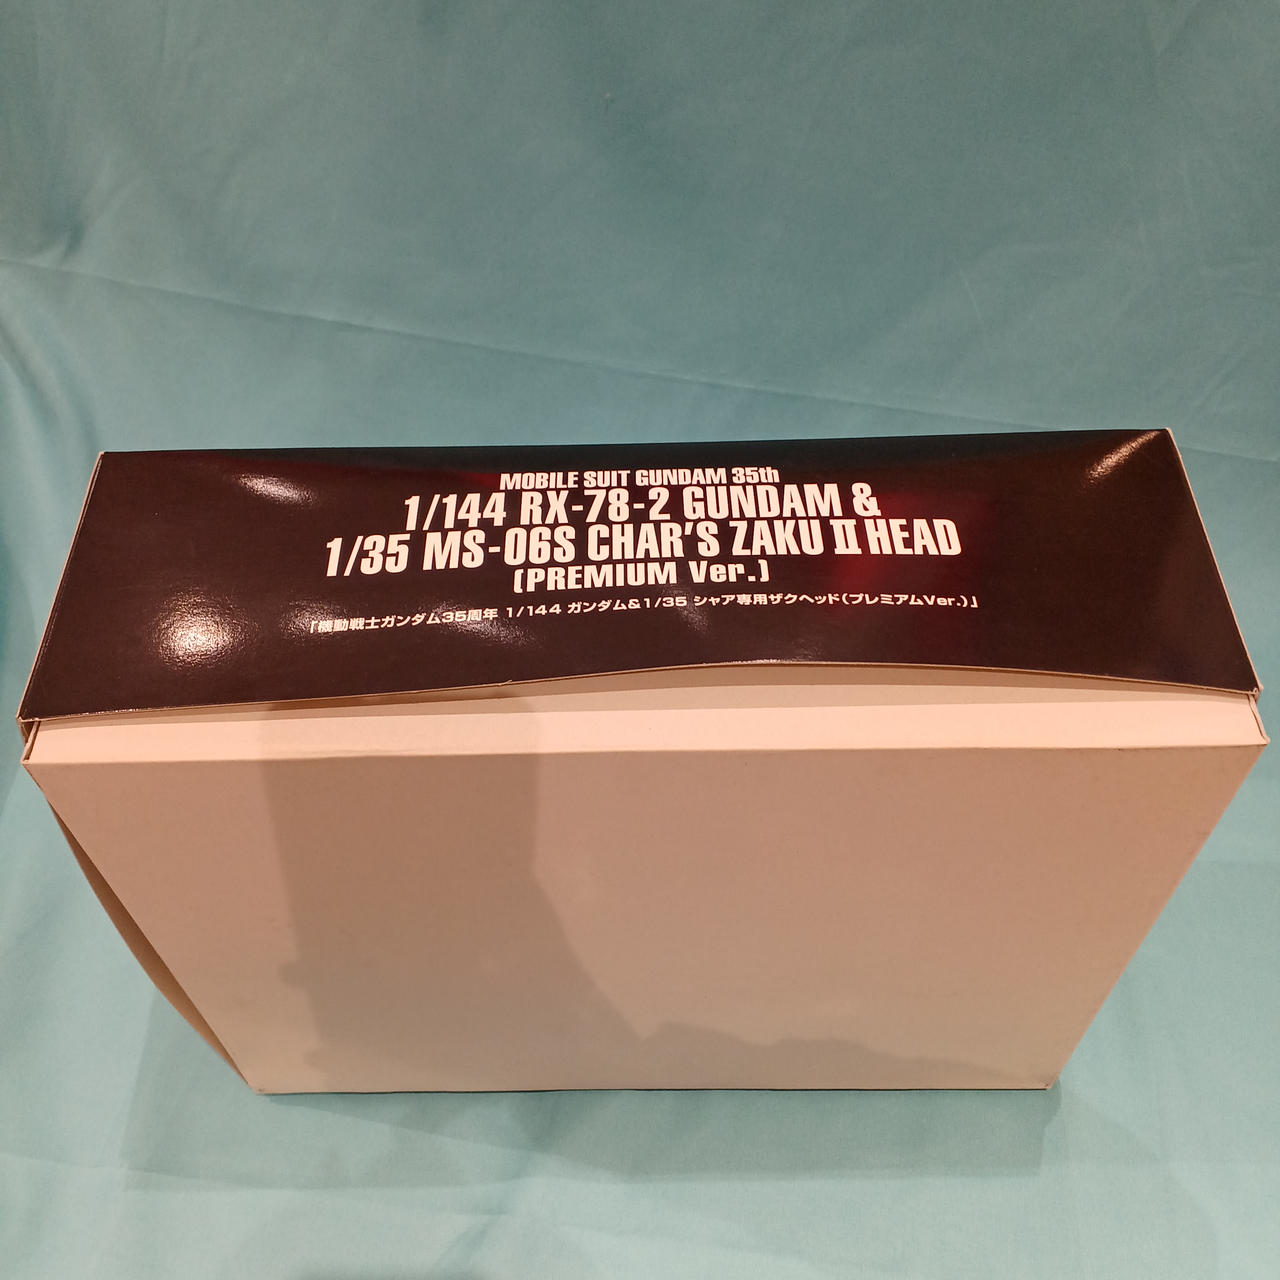 MOBILE SUIT GUNDAM 35th
1/144 RX-78-2 GUNDAM &
1/35 MS-06S CHAR'S ZAKU II HEAD
(PREMIUM Ver.)
「機動戦士ガンダム35周年 1/144 ガンダム&1/35 シャア専用ザクヘッド(プレミアムVer.)」